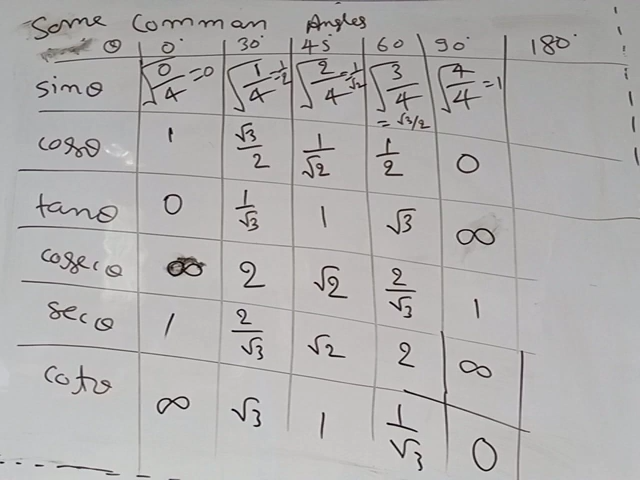 Some Comman Angles
θ 0° 30° 45° 60 90° 180°
sinθ √0/4=0 √1/4=1/2 √2/4=1/√2 √3/4=√3/2 √4/4=1
cosθ 1 √3/2 1/√2 1/2 0
tanθ 0 1/√3 1 √3 ∞
cosecθ ∞ 2 √2 2/√3 1
secθ 1 2/√3 √2 2 ∞
cotθ ∞ √3 1 1/√3 0